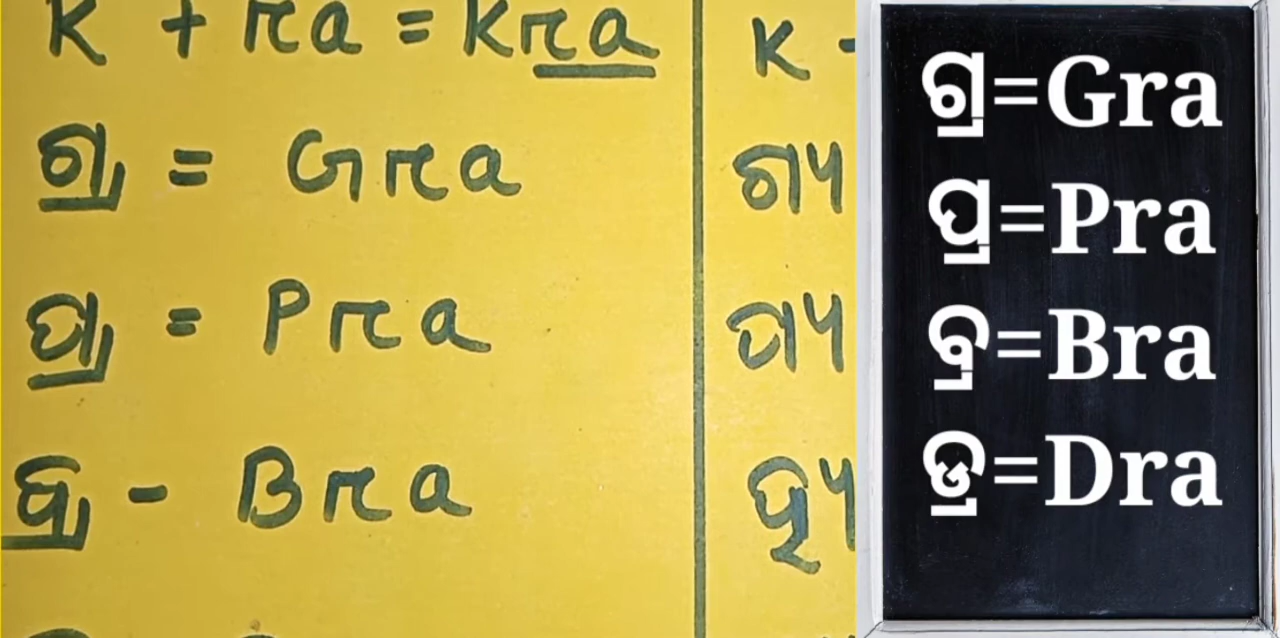 K + ra = Kra
ଗ୍ର = Gra
ପ୍ର = Pra
ବ୍ର - Bra
K
ଗ୍ୟ
ପ୍ୟ
ଗ୍ର=Gra
ପ୍ର=Pra
ବ୍ର=Bra
ଡ୍ର=Dra